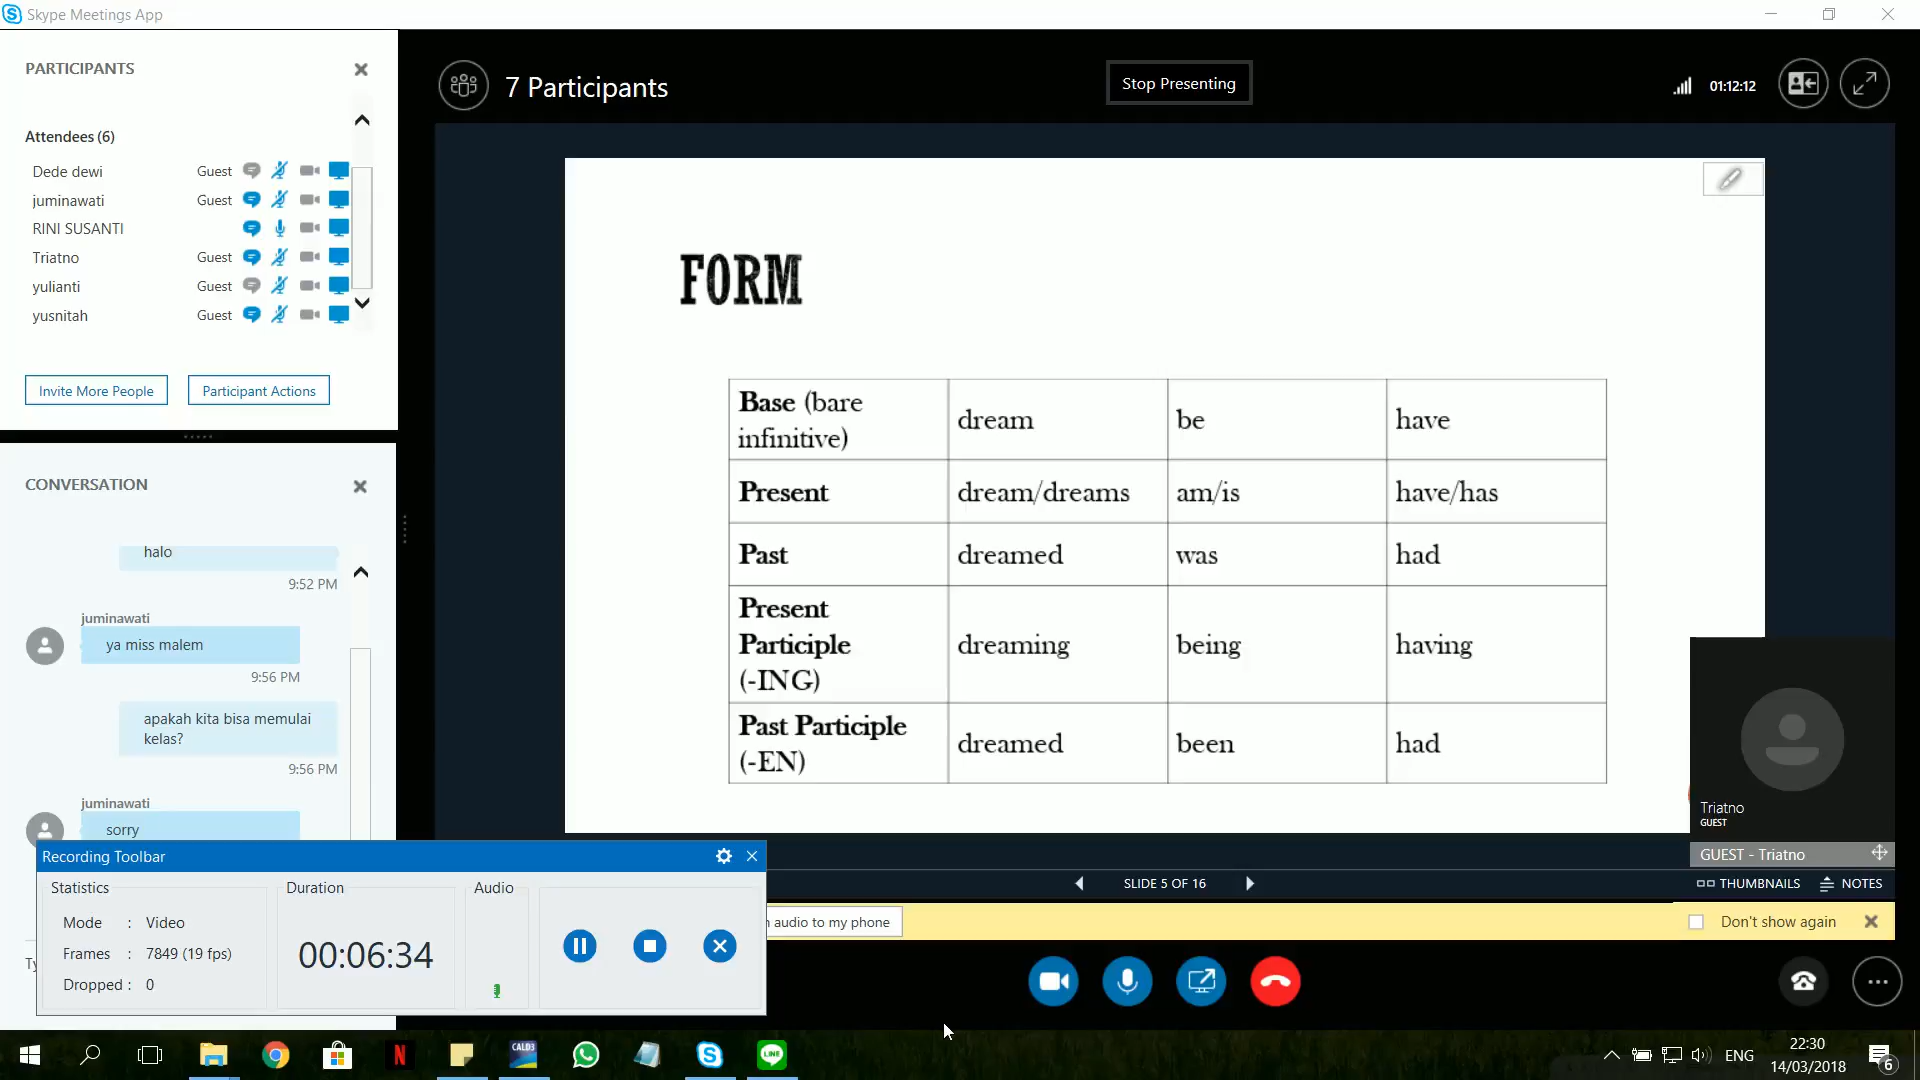 Skype Meetings App
PARTICIPANTS
Attendees (6)
Dede dewi Guest
juminawati Guest
RINI SUSANTI
Triatno Guest
yulianti Guest
yusnitah Guest
Invite More People Participant Actions
CONVERSATION
halo
9:52 PM
juminawati
ya miss malem
9:56 PM
apakah kita bisa memulai
kelas?
9:56 PM
juminawati
sorry
7 Participants
Stop Presenting
01:12:12
FORM
Base (bare infinitive) dream be have
Present dream/dreams am/is have/has
Past dreamed was had
Present Participle (-ING) dreaming being having
Past Participle (-EN) dreamed been had
Triatno
GUEST
GUEST - Triatno
SLIDE 5 OF 16
THUMBNAILS NOTES
audio to my phone
Don't show again
Recording Toolbar
Statistics
Mode : Video
Frames : 7849 (19 fps)
Dropped : 0
Duration
00:06:34
Audio
CALD3
LINE
ENG
22:30
14/03/2018
6